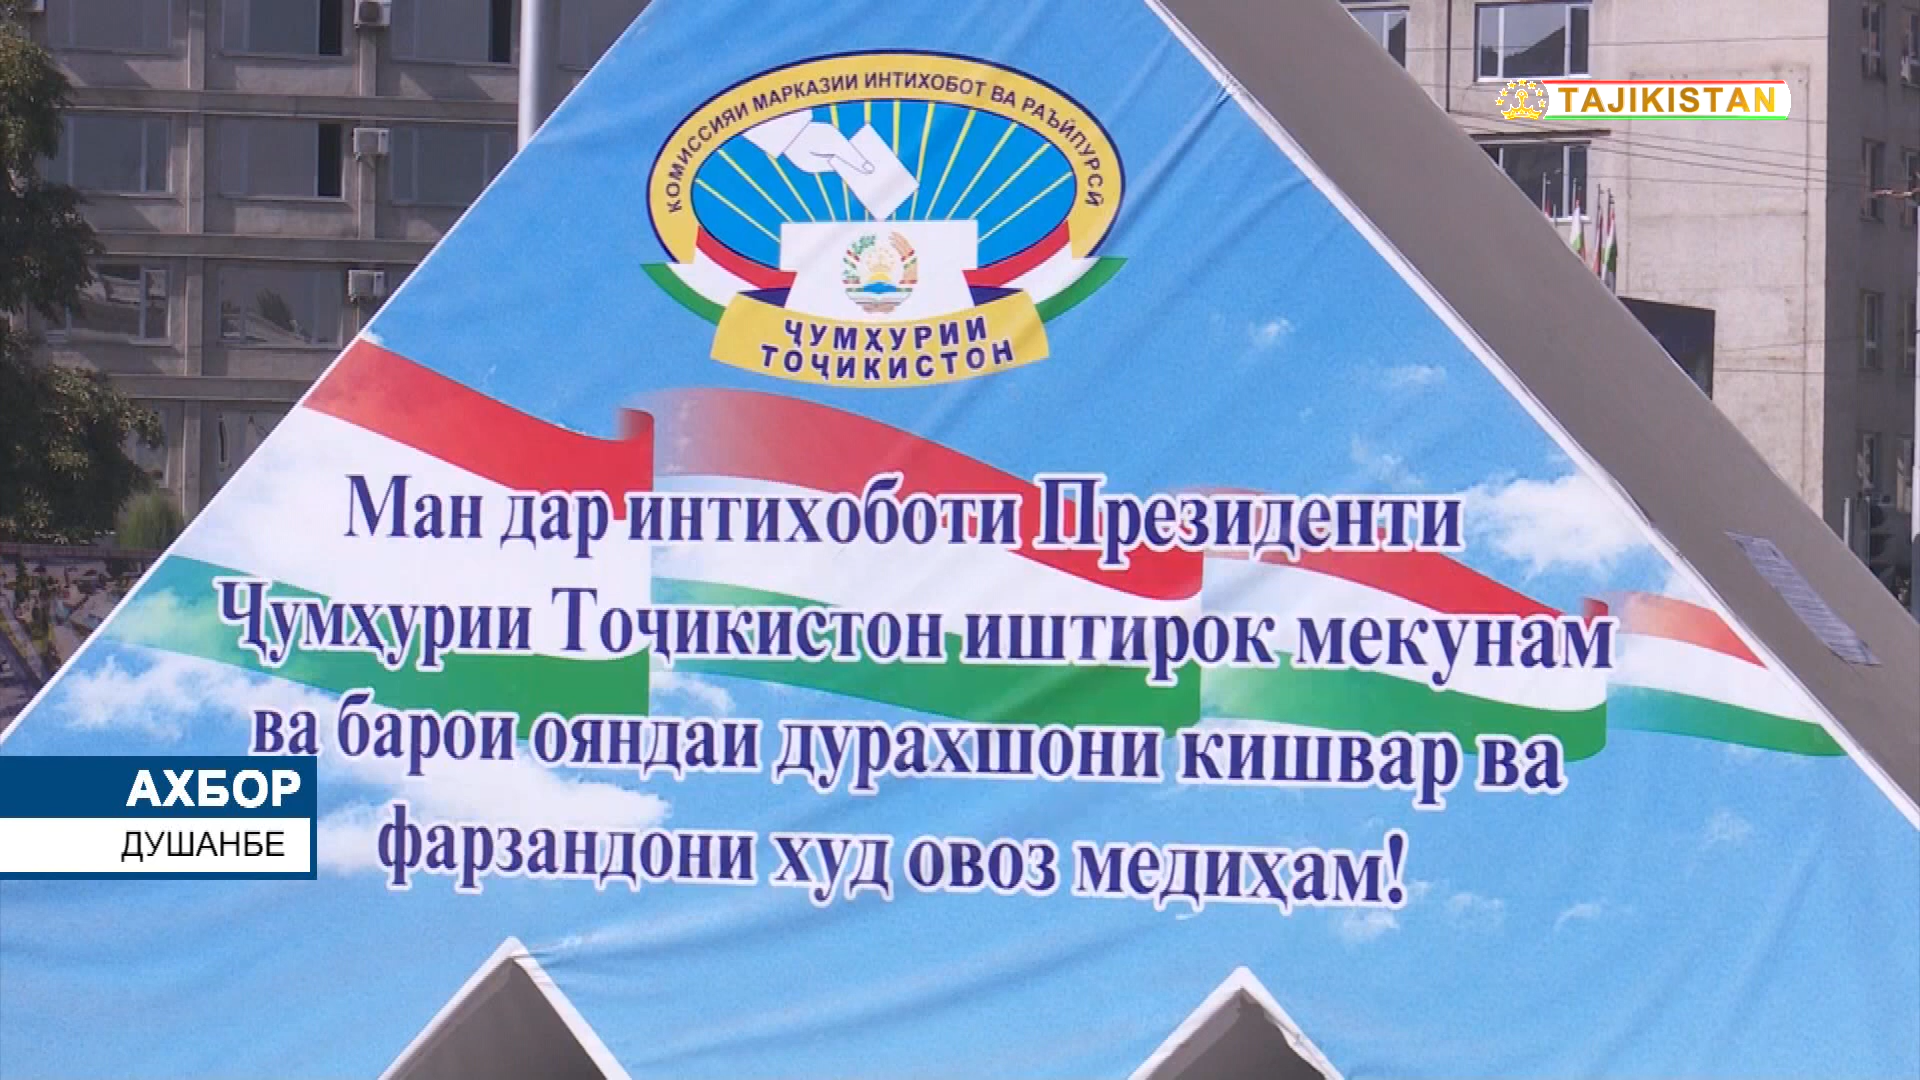 TAJIKISTAN
КОМИССИЯИ МАРКАЗИИ ИНТИХОБОТ ВА РАЪЙПУРСӢ
ҶУМҲУРИИ
ТОҶИКИСТОН
Ман дар интихоботи Президенти
Ҷумҳурии Тоҷикистон иштирок мекунам
ва барои ояндаи дурахшони кишвар ва
фарзандони худ овоз медиҳам!
АХБОР
ДУШАНБЕ